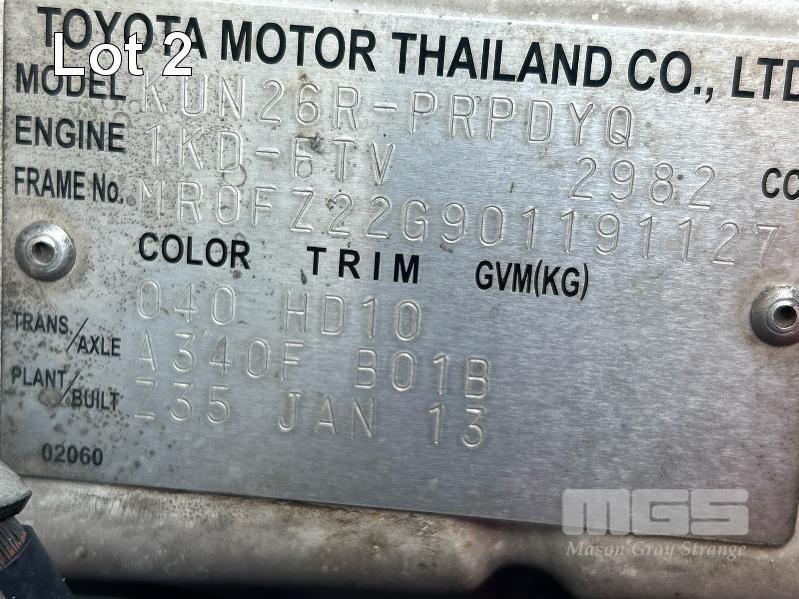 TOYOTA MOTOR THAILAND CO., LTD
Lot 2
MODEL KUN26R-PRPDYQ
ENGINE 1KD-FTV 2982 CC
FRAME No. MR0FZ22G901191127
COLOR TRIM GVM(KG)
040 HD10
TRANS./AXLE A340F B01B
PLANT/BUILT Z35 JAN 13
02060
MGS
Mason Gray Strange